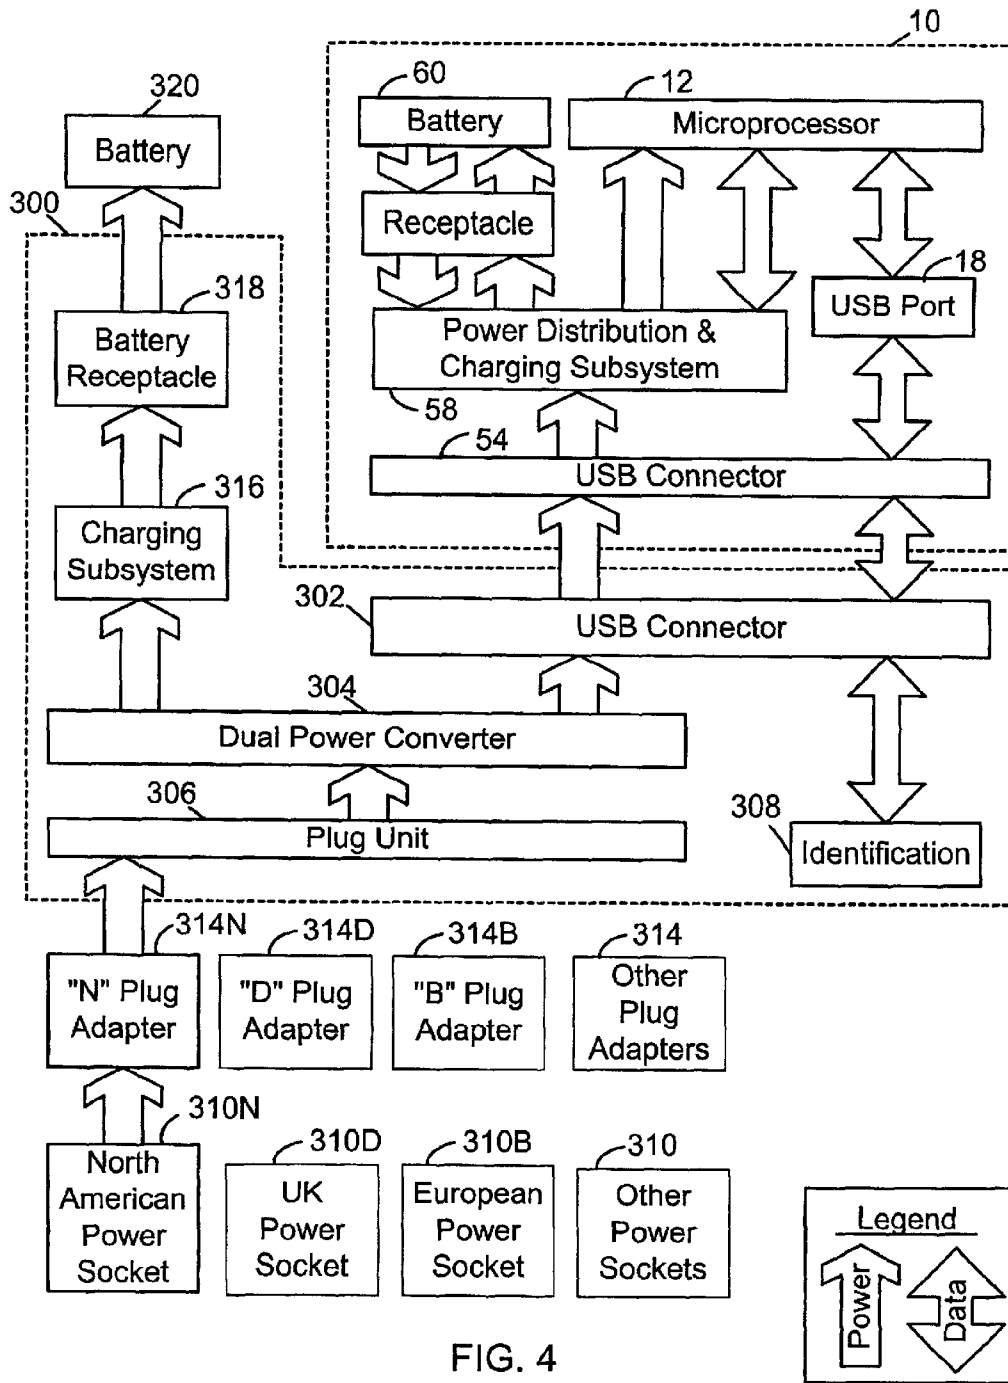 10
60
12
320
Battery
Microprocessor
Battery
300
Receptacle
18
318
USB Port
Battery
Receptacle
Power Distribution &
Charging Subsystem
58
54
316
USB Connector
Charging
Subsystem
302
USB Connector
304
Dual Power Converter
306
308
Plug Unit
Identification
314N
314D
314B
314
"N" Plug
Adapter
"D" Plug
Adapter
"B" Plug
Adapter
Other
Plug
Adapters
310N
310D
310B
310
North
American
Power
Socket
UK
Power
Socket
European
Power
Socket
Other
Power
Sockets
Legend
Power
Data
FIG. 4